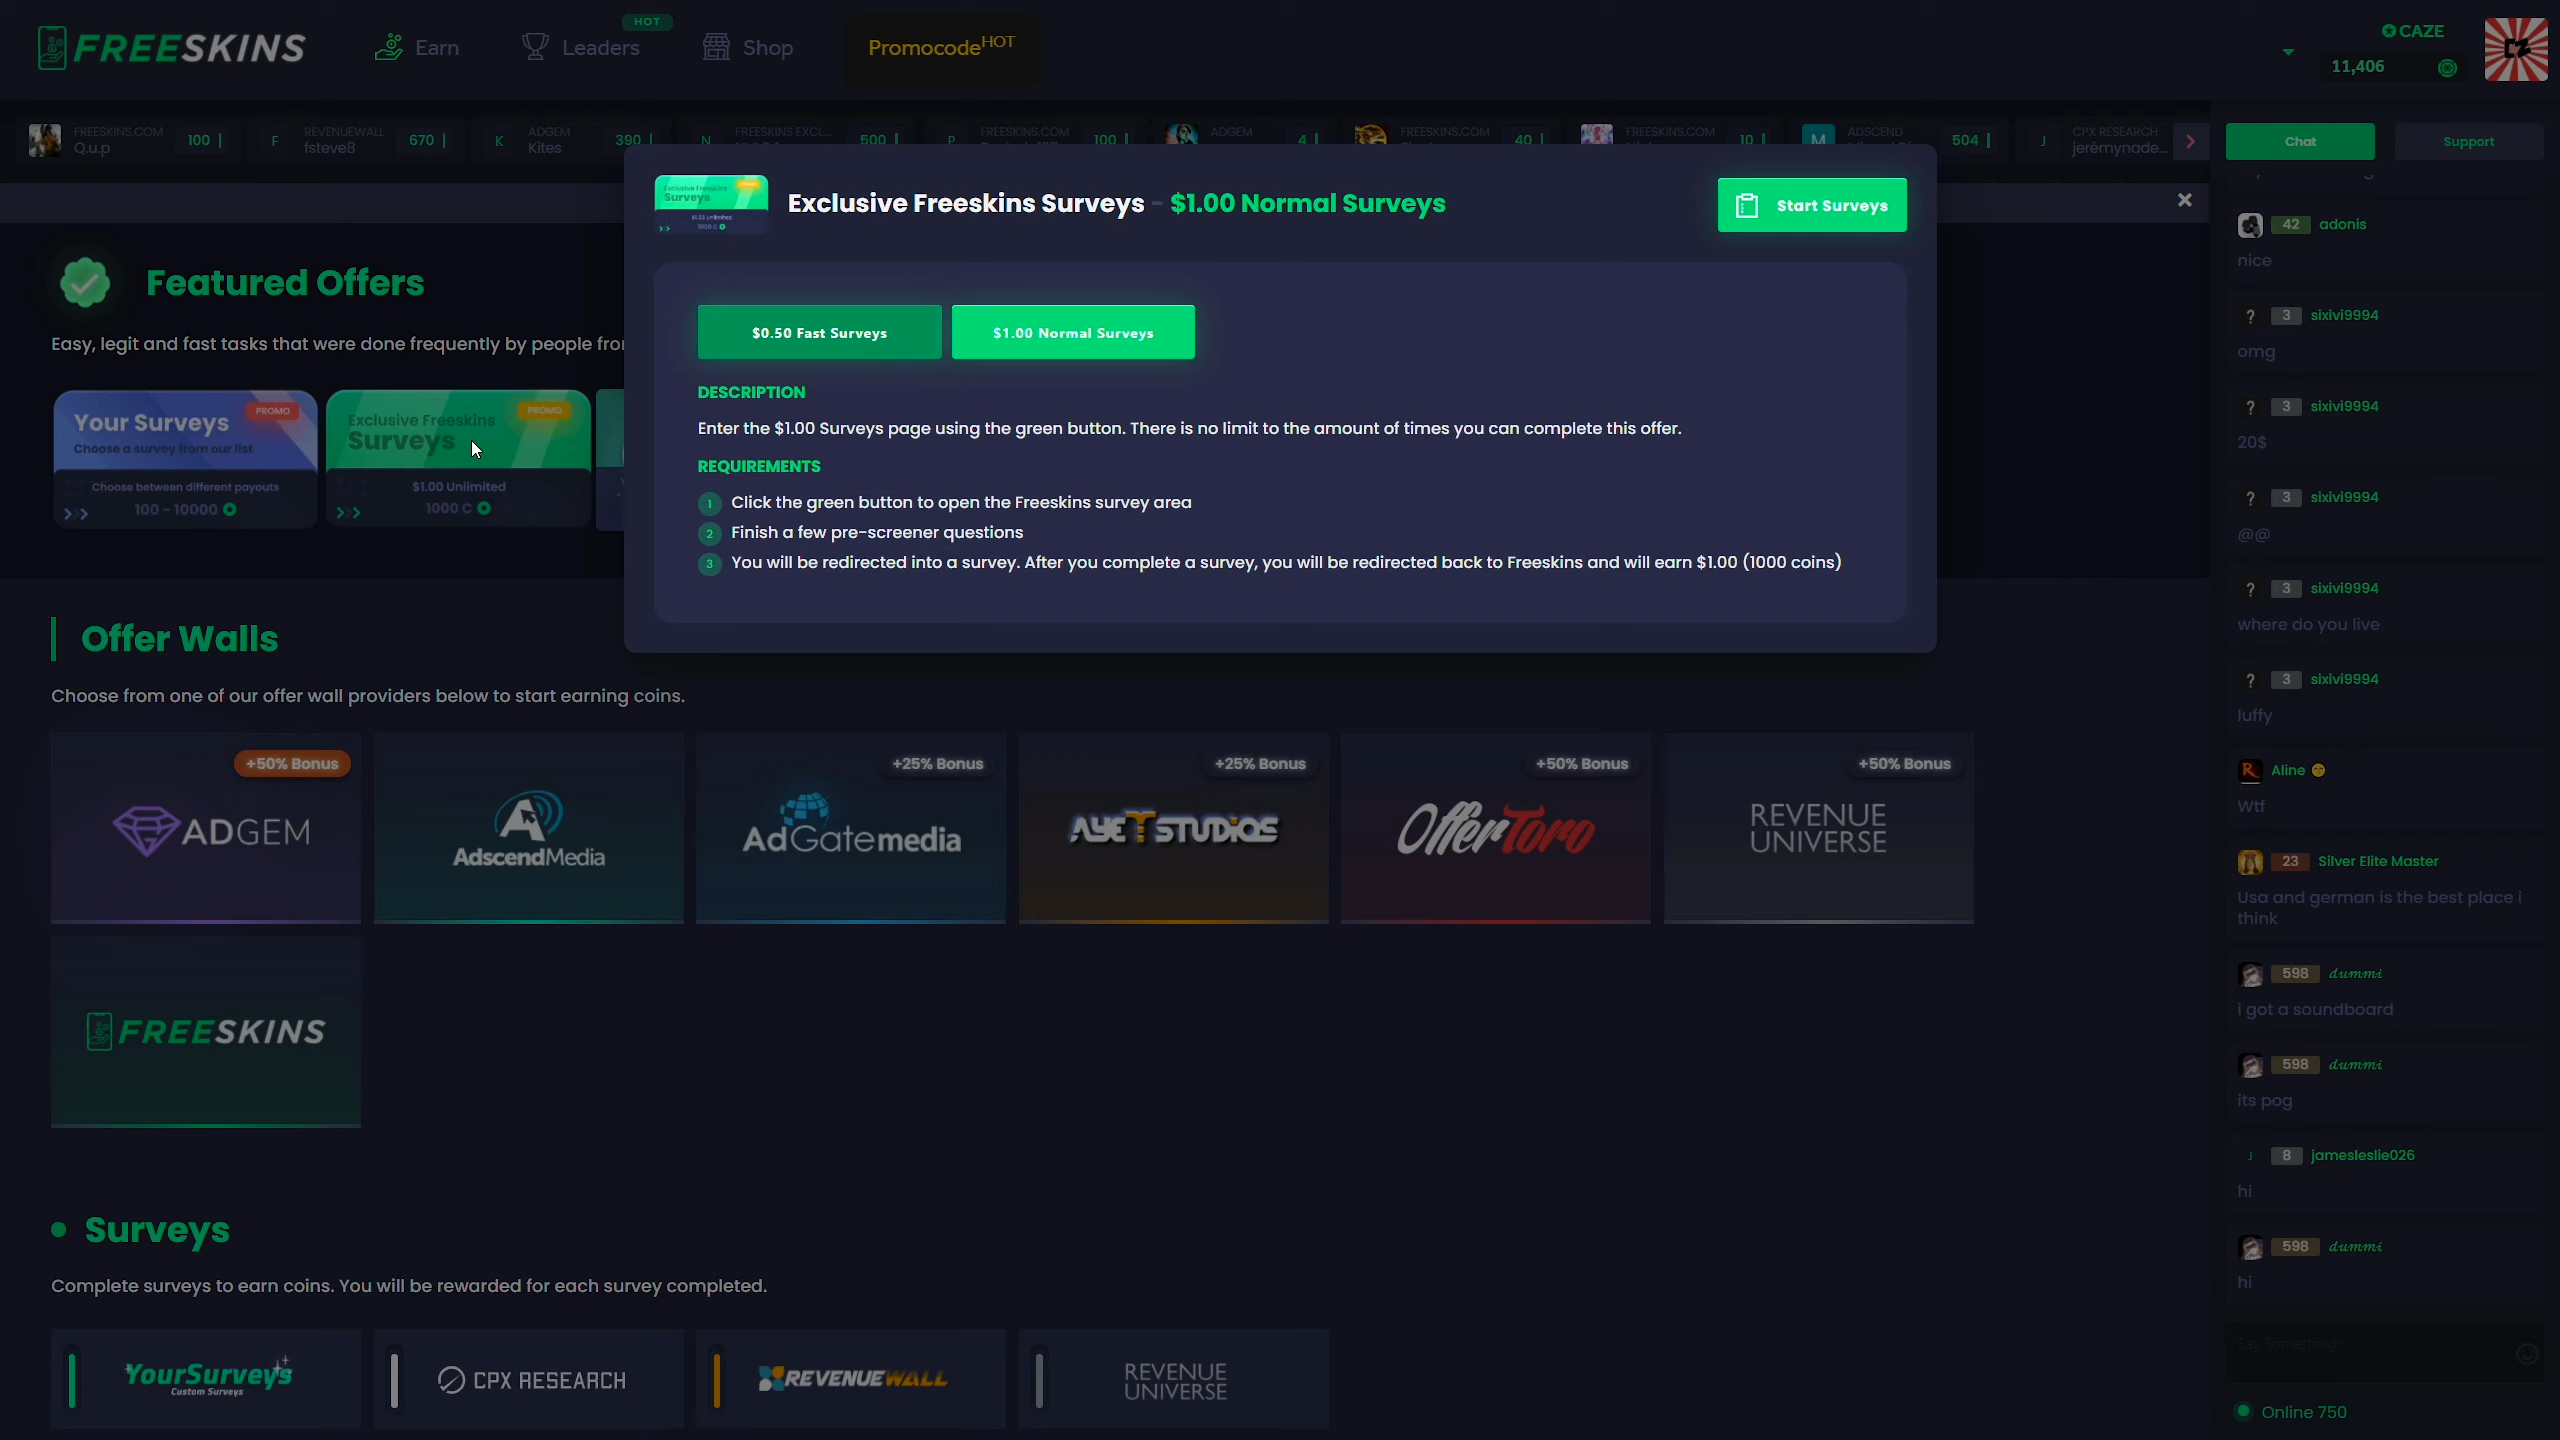 FREESKINS
Earn
HOT
Leaders
Shop
Promocode HOT
CAZE
11,406
FREESKINS.COM
Q.u.p
100
F
REVENUEWALL
fsteve8
670
K
ADGEM
Kites
390
N
FREESKINS EXCL...
500
P
FREESKINS.COM
100
ADGEM
4
FREESKINS.COM
40
FREESKINS.COM
10
M
ADSCEND
504
J
CPX RESEARCH
jerémynade...
Chat
Support
Exclusive Freeskins
Surveys
$1.00 Unlimited
1000 C
Exclusive Freeskins Surveys - $1.00 Normal Surveys
Start Surveys
$0.50 Fast Surveys
$1.00 Normal Surveys
DESCRIPTION
Enter the $1.00 Surveys page using the green button. There is no limit to the amount of times you can complete this offer.
REQUIREMENTS
1 Click the green button to open the Freeskins survey area
2 Finish a few pre-screener questions
3 You will be redirected into a survey. After you complete a survey, you will be redirected back to Freeskins and will earn $1.00 (1000 coins)
Featured Offers
Easy, legit and fast tasks that were done frequently by people
Your Surveys
PROMO
Choose a survey from our list
Choose between different payouts
100 - 10000
Exclusive Freeskins
PROMO
Surveys
$1.00 Unlimited
1000 C
Offer Walls
Choose from one of our offer wall providers below to start earning coins.
+50% Bonus
ADGEM
AdscendMedia
+25% Bonus
AdGatemedia
+25% Bonus
AYET STUDIOS
+50% Bonus
OfferToro
+50% Bonus
REVENUE
UNIVERSE
FREESKINS
Surveys
Complete surveys to earn coins. You will be rewarded for each survey completed.
YourSurveys
Custom Surveys
CPX RESEARCH
REVENUEWALL
REVENUE
UNIVERSE
42 adonis
nice
? 3 sixivi9994
omg
? 3 sixivi9994
20$
? 3 sixivi9994
@@
? 3 sixivi9994
where do you live
? 3 sixivi9994
luffy
R Aline
Wtf
23 Silver Elite Master
Usa and german is the best place i
think
598 dummi
i got a soundboard
598 dummi
its pog
J 8 jamesleslie026
hi
598 dummi
hi
Say Something
Online 750